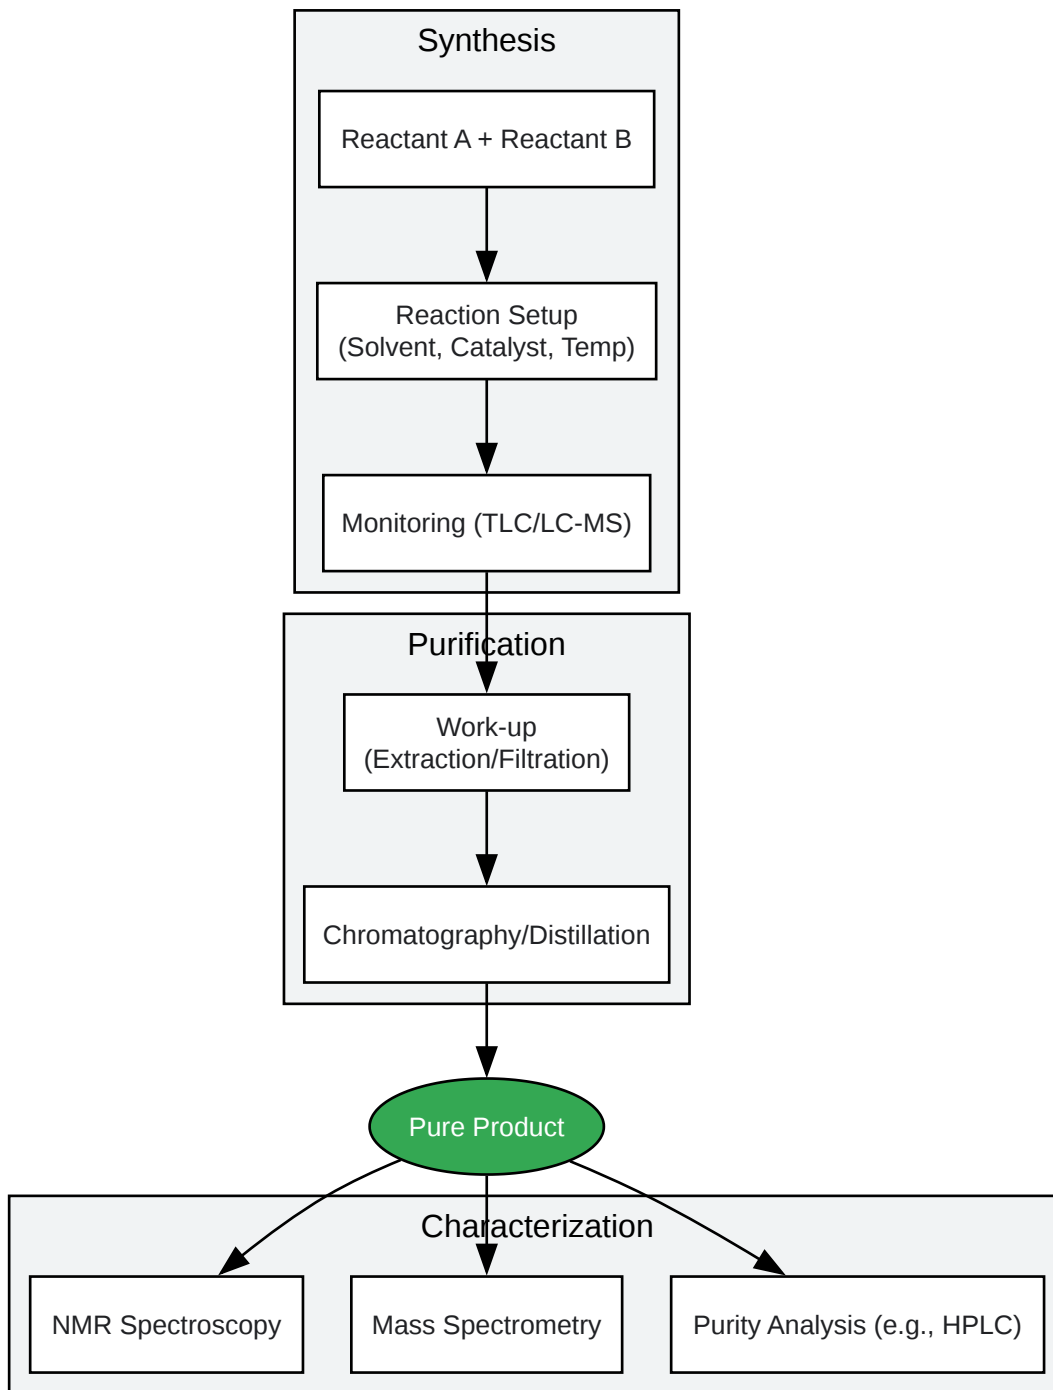 Synthesis
Reactant A + Reactant B
Reaction Setup
(Solvent, Catalyst, Temp)
Monitoring (TLC/LC-MS)
Purification
Work-up
(Extraction/Filtration)
Chromatography/Distillation
Pure Product
Characterization
NMR Spectroscopy
Mass Spectrometry
Purity Analysis (e.g., HPLC)